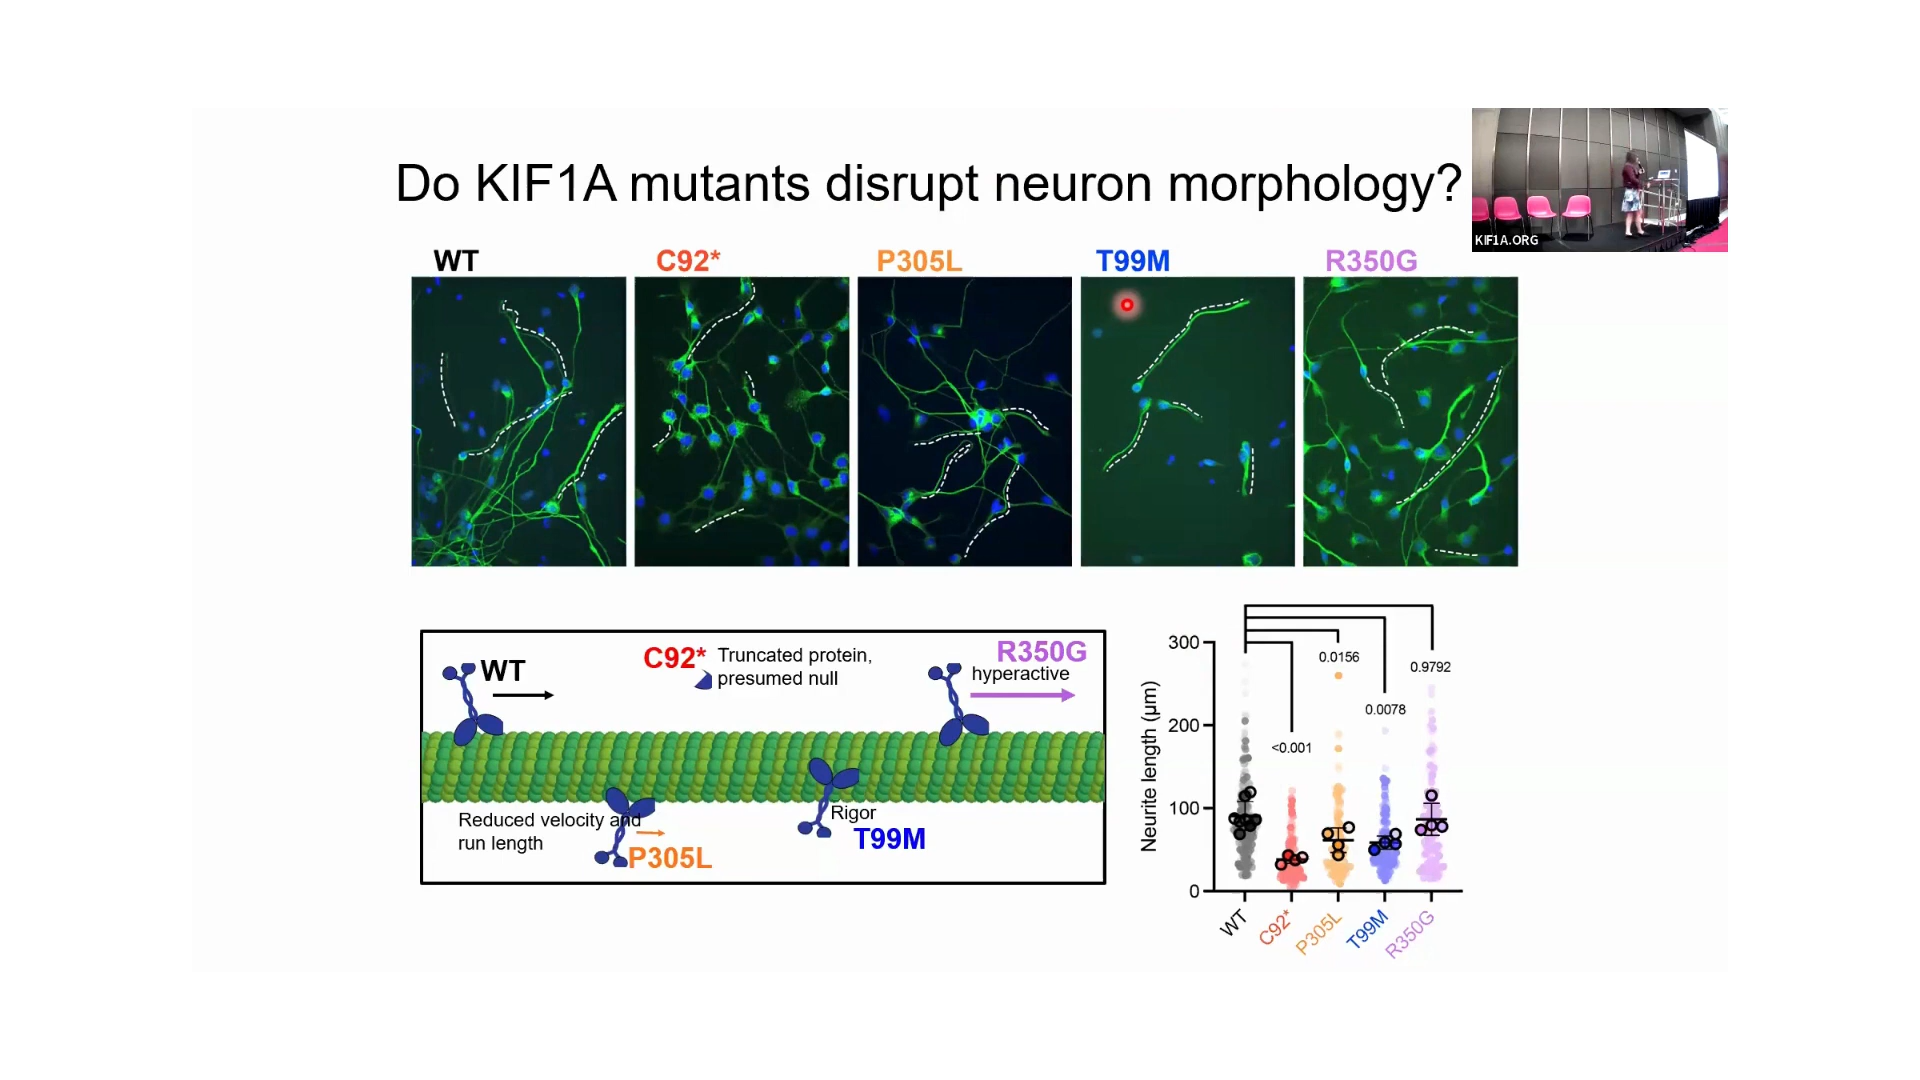 Do KIF1A mutants disrupt neuron morphology?
KIF1A.ORG
WT
C92*
P305L
T99M
R350G
WT
C92*
Truncated protein,
presumed null
R350G
hyperactive
Reduced velocity and
run length
P305L
Rigor
T99M
Neurite length (μm)
300
200
100
0
<0.001
0.0156
0.0078
0.9792
WT
C92*
P305L
T99M
R350G